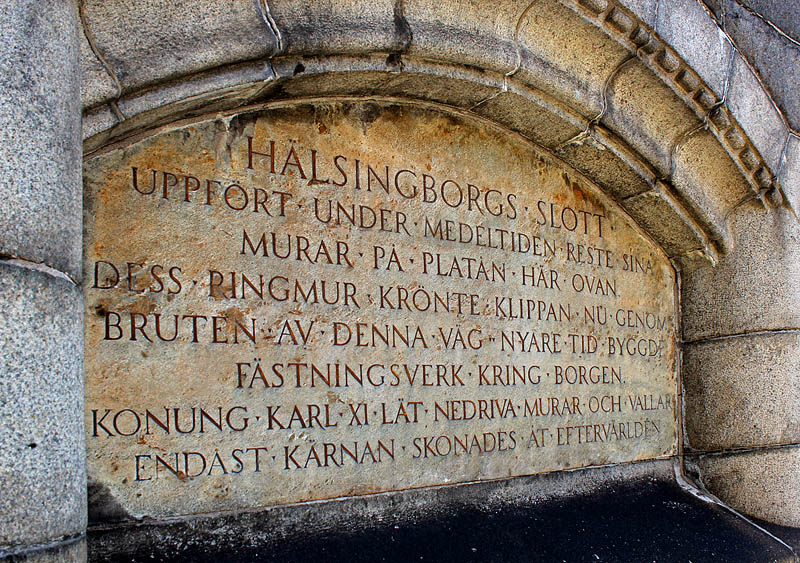 HÄLSINGBORGS · SLOTT ·
UPPFÖRT · UNDER · MEDELTIDEN · RESTE · SINA
MURAR · PÅ · PLATÅN · HÄR · OVAN.
DESS · RINGMUR · KRÖNTE · KLIPPAN · NU · GENOM
BRUTEN · AV · DENNA · VÄG · NYARE · TID · BYGGDE
FÄSTNINGSVERK · KRING · BORGEN.
KONUNG · KARL · XI · LÄT · NEDRIVA · MURAR · OCH · VALLAR
ENDAST · KÄRNAN · SKONADES · ÅT · EFTERVÄRLDEN